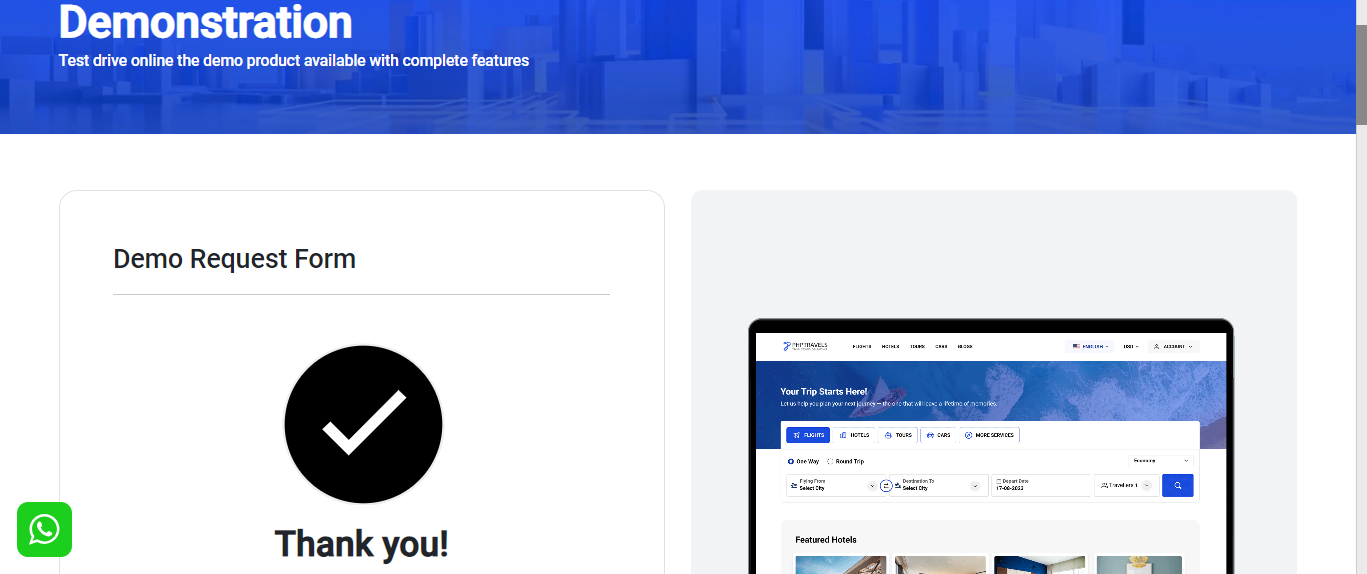 Demonstration
Test drive online the demo product available with complete features
Demo Request Form
Thank you!
PHPTRAVELS
FLIGHTS HOTELS TOURS CARS BLOGS
ENGLISH USD ACCOUNT
Your Trip Starts Here!
Let us help you plan your next journey — the one that will leave a lifetime of memories.
FLIGHTS HOTELS TOURS CARS MORE SERVICES
One Way Round Trip Economy
Flying From Destination To Depart Date
Select City Select City 17-08-2023 Travellers 1
Featured Hotels